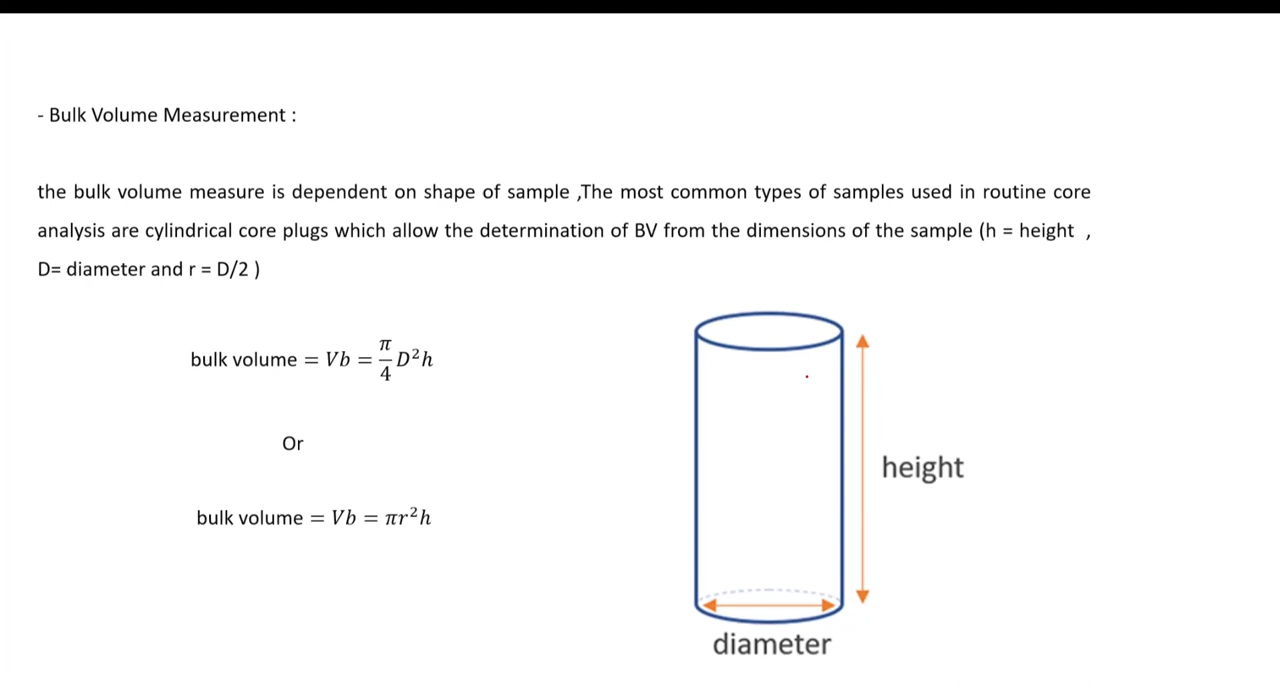 - Bulk Volume Measurement :
the bulk volume measure is dependent on shape of sample ,The most common types of samples used in routine core
analysis are cylindrical core plugs which allow the determination of BV from the dimensions of the sample (h = height ,
D= diameter and r = D/2 )
bulk volume = Vb = π/4 D²h
Or
bulk volume = Vb = πr²h
height
diameter